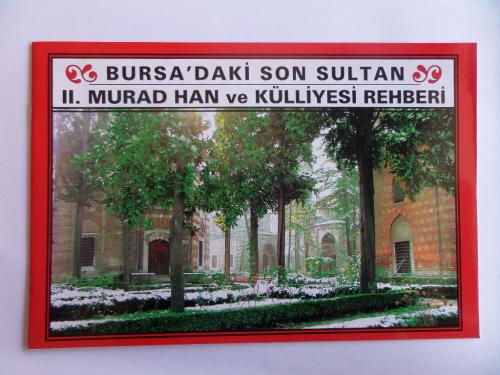 BURSA'DAKİ SON SULTAN
II. MURAD HAN ve KÜLLİYESİ REHBERİ